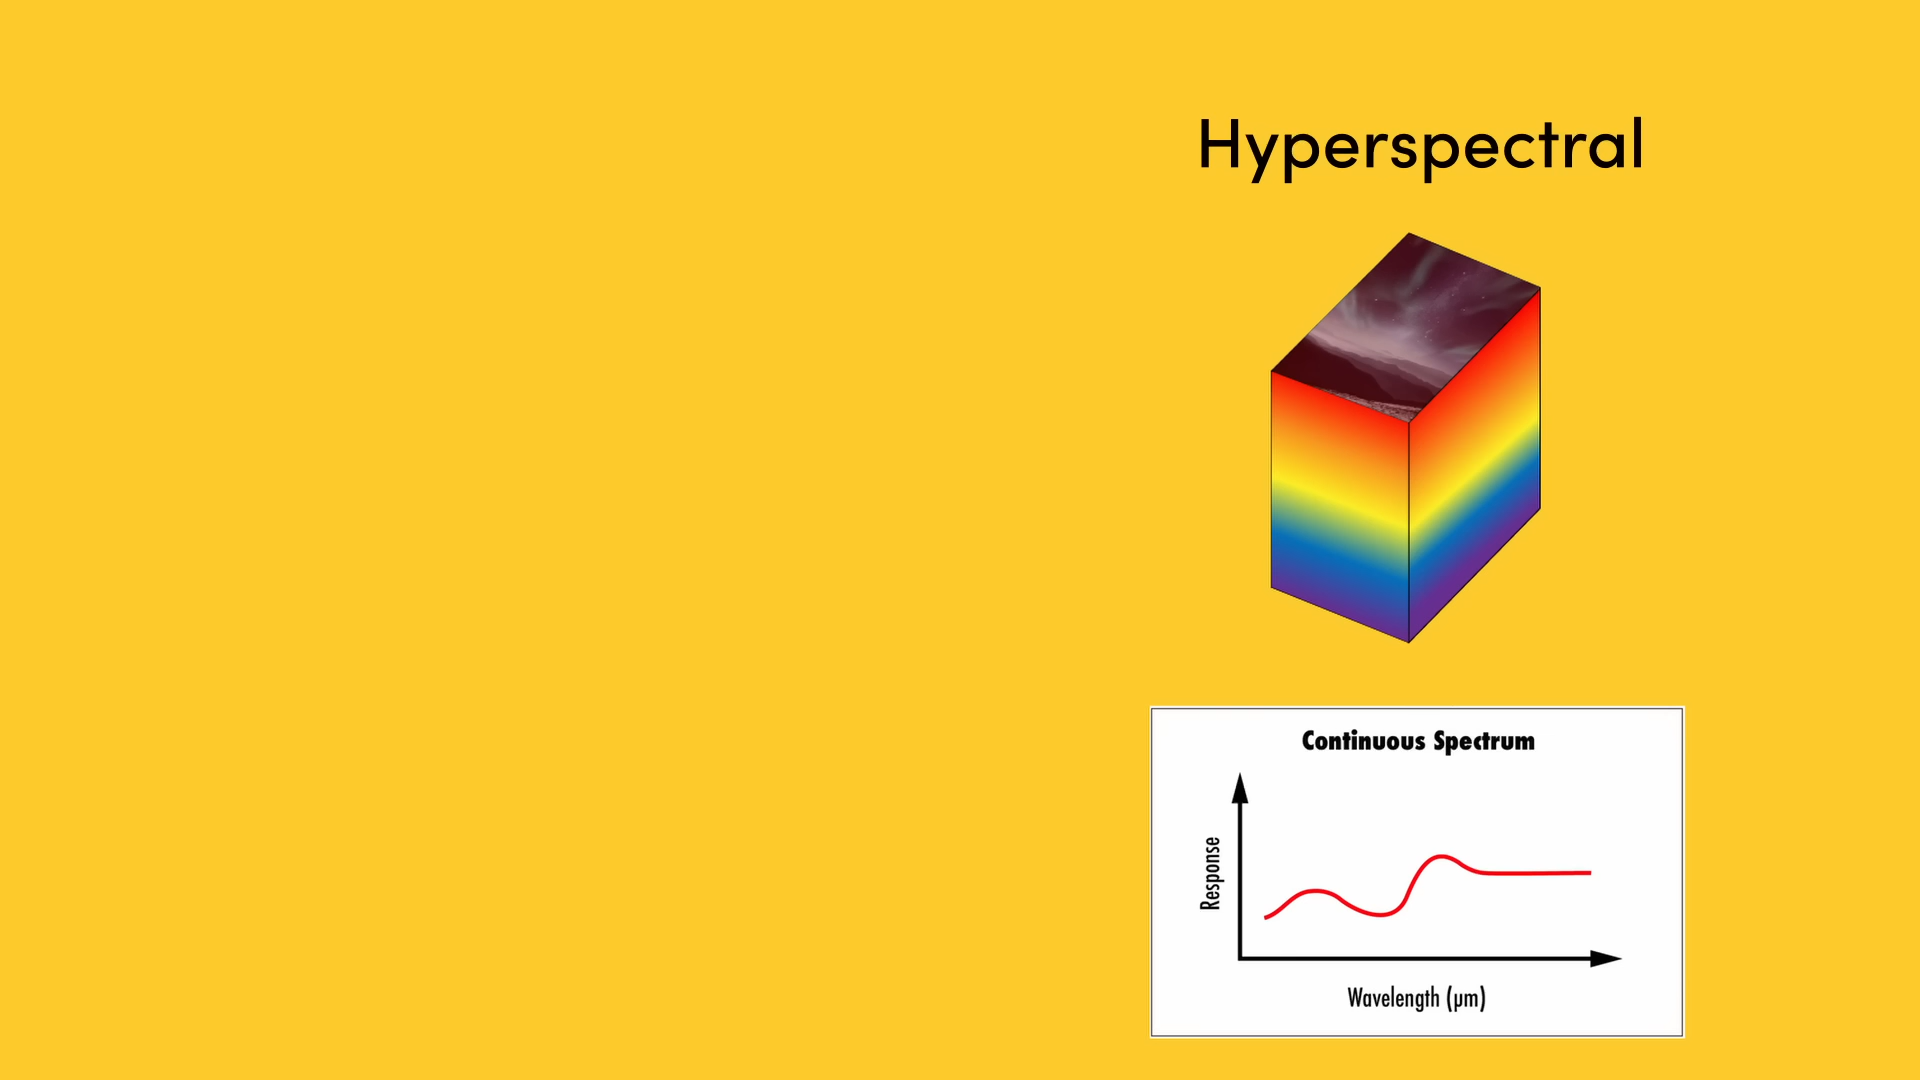 Hyperspectral
Continuous Spectrum
Response
Wavelength (µm)